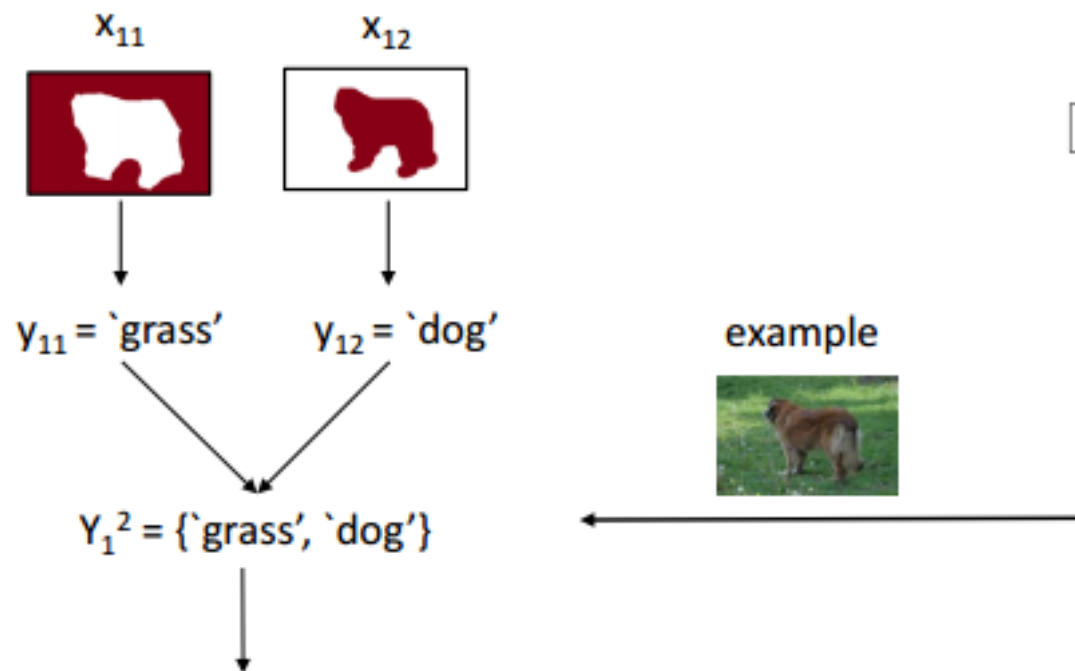 x₁₁ x₁₂
y₁₁ = `grass’ y₁₂ = `dog’
example
Y₁² = {`grass’, `dog’}